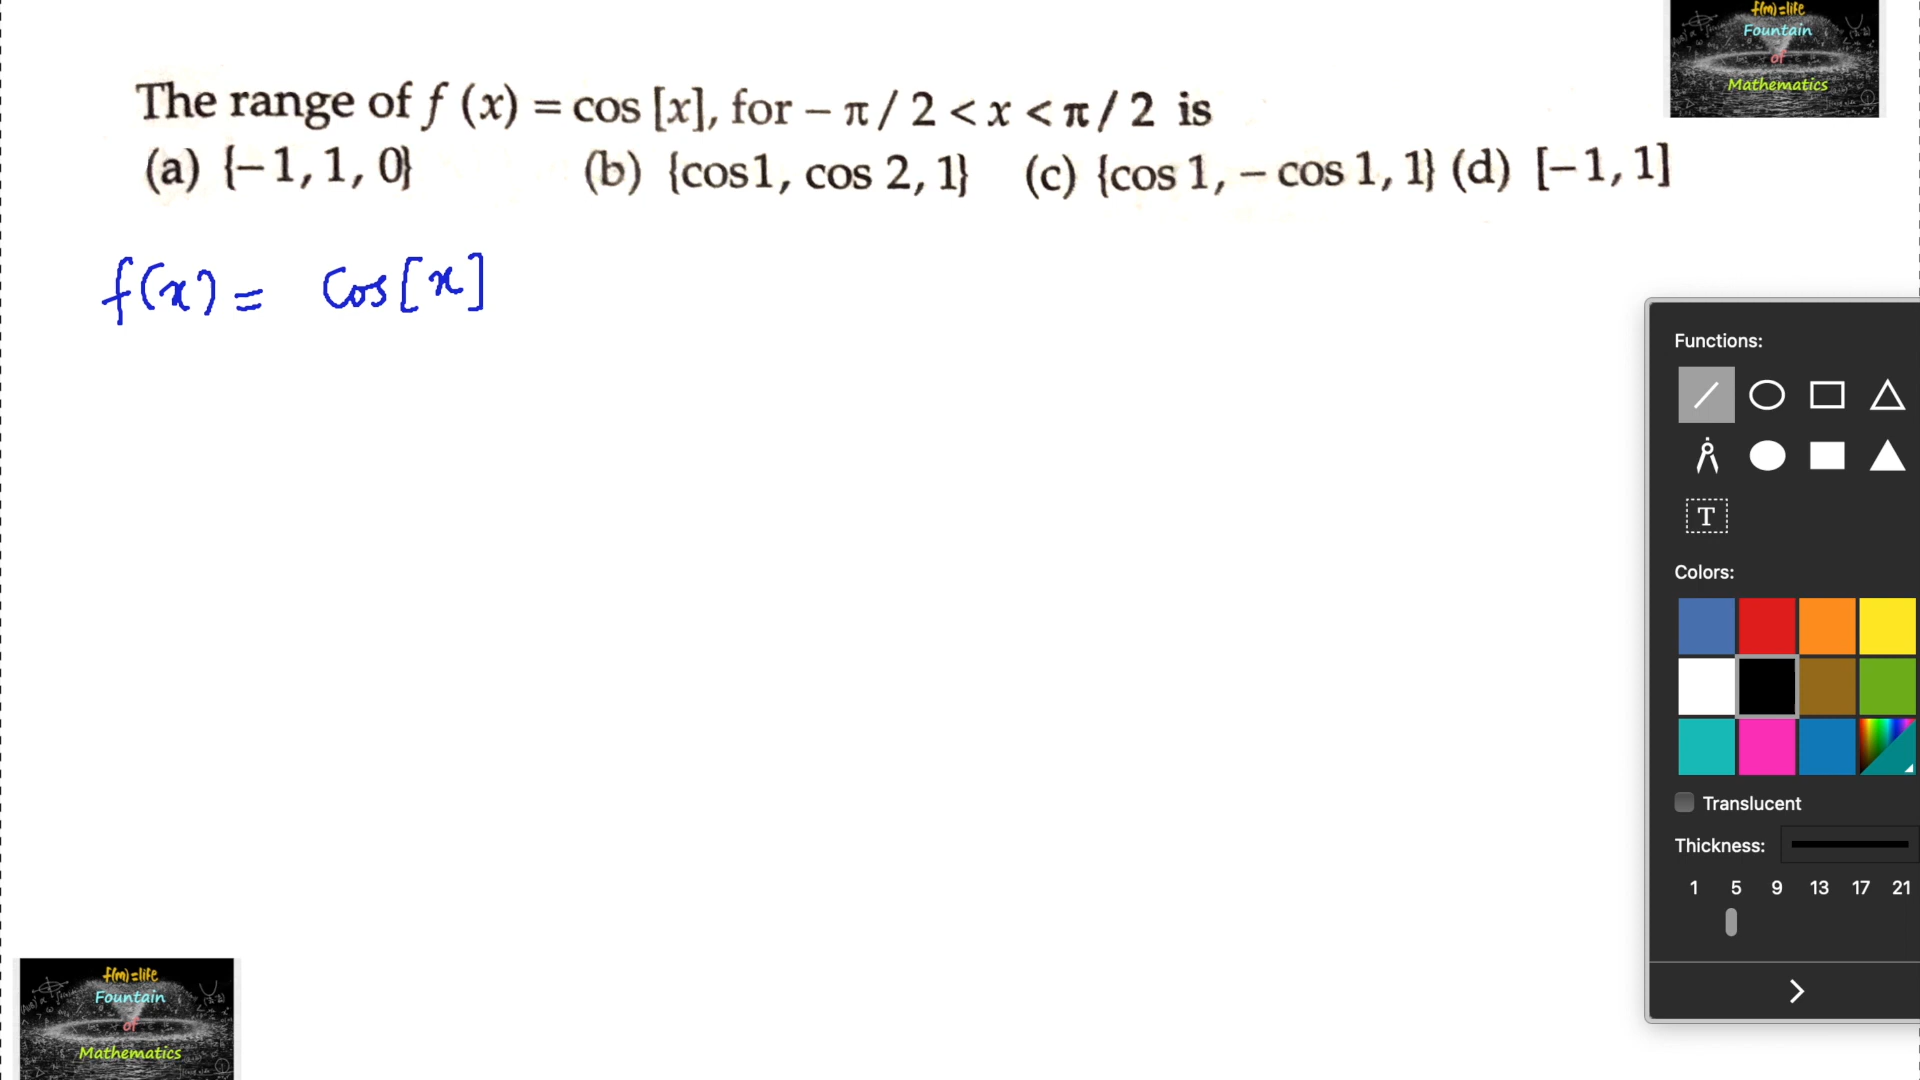 f(m)=life
Fountain
of
Mathematics
The range of f (x) = cos [x], for – π / 2 < x < π / 2 is
(a) {–1, 1, 0} (b) {cos1, cos 2, 1} (c) {cos 1, – cos 1, 1} (d) [–1, 1]
f(x) = Cos[x]
Functions:
T
Colors:
Translucent
Thickness:
1 5 9 13 17 21
f(m)=life
Fountain
of
Mathematics